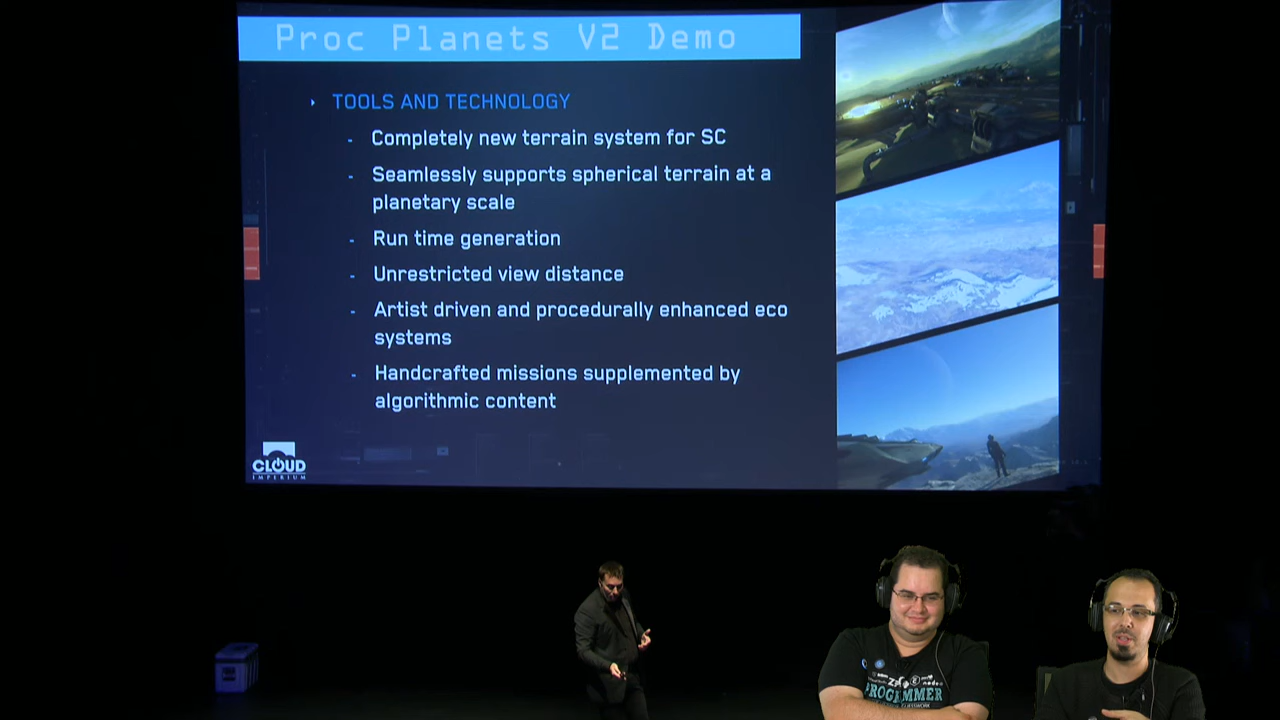 Proc Planets V2 Demo
‣ TOOLS AND TECHNOLOGY
- Completely new terrain system for SC
- Seamlessly supports spherical terrain at a
planetary scale
- Run time generation
- Unrestricted view distance
- Artist driven and procedurally enhanced eco
systems
- Handcrafted missions supplemented by
algorithmic content
CLOUD
IMPERIUM
PROGRAMMER